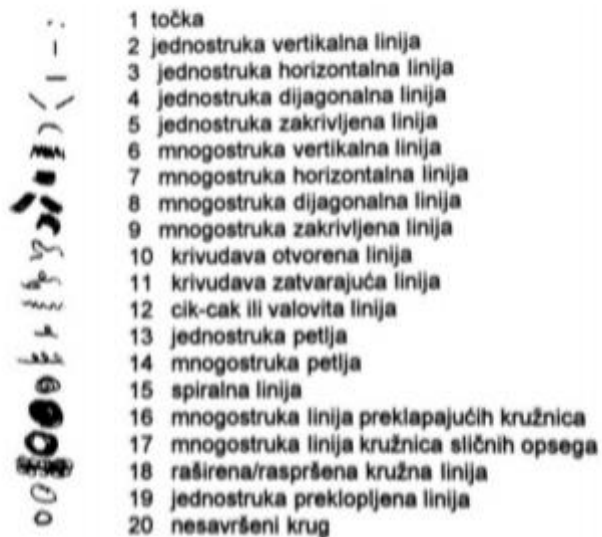 1 točka
2 jednostruka vertikalna linija
3 jednostruka horizontalna linija
4 jednostruka dijagonalna linija
5 jednostruka zakrivljena linija
6 mnogostruka vertikalna linija
7 mnogostruka horizontalna linija
8 mnogostruka dijagonalna linija
9 mnogostruka zakrivljena linija
10 krivudava otvorena linija
11 krivudava zatvarajuća linija
12 cik-cak ili valovita linija
13 jednostruka petlja
14 mnogostruka petlja
15 spiralna linija
16 mnogostruka linija preklapajućih kružnica
17 mnogostruka linija kružnica sličnih opsega
18 raširena/raspršena kružna linija
19 jednostruka preklopljena linija
20 nesavršeni krug